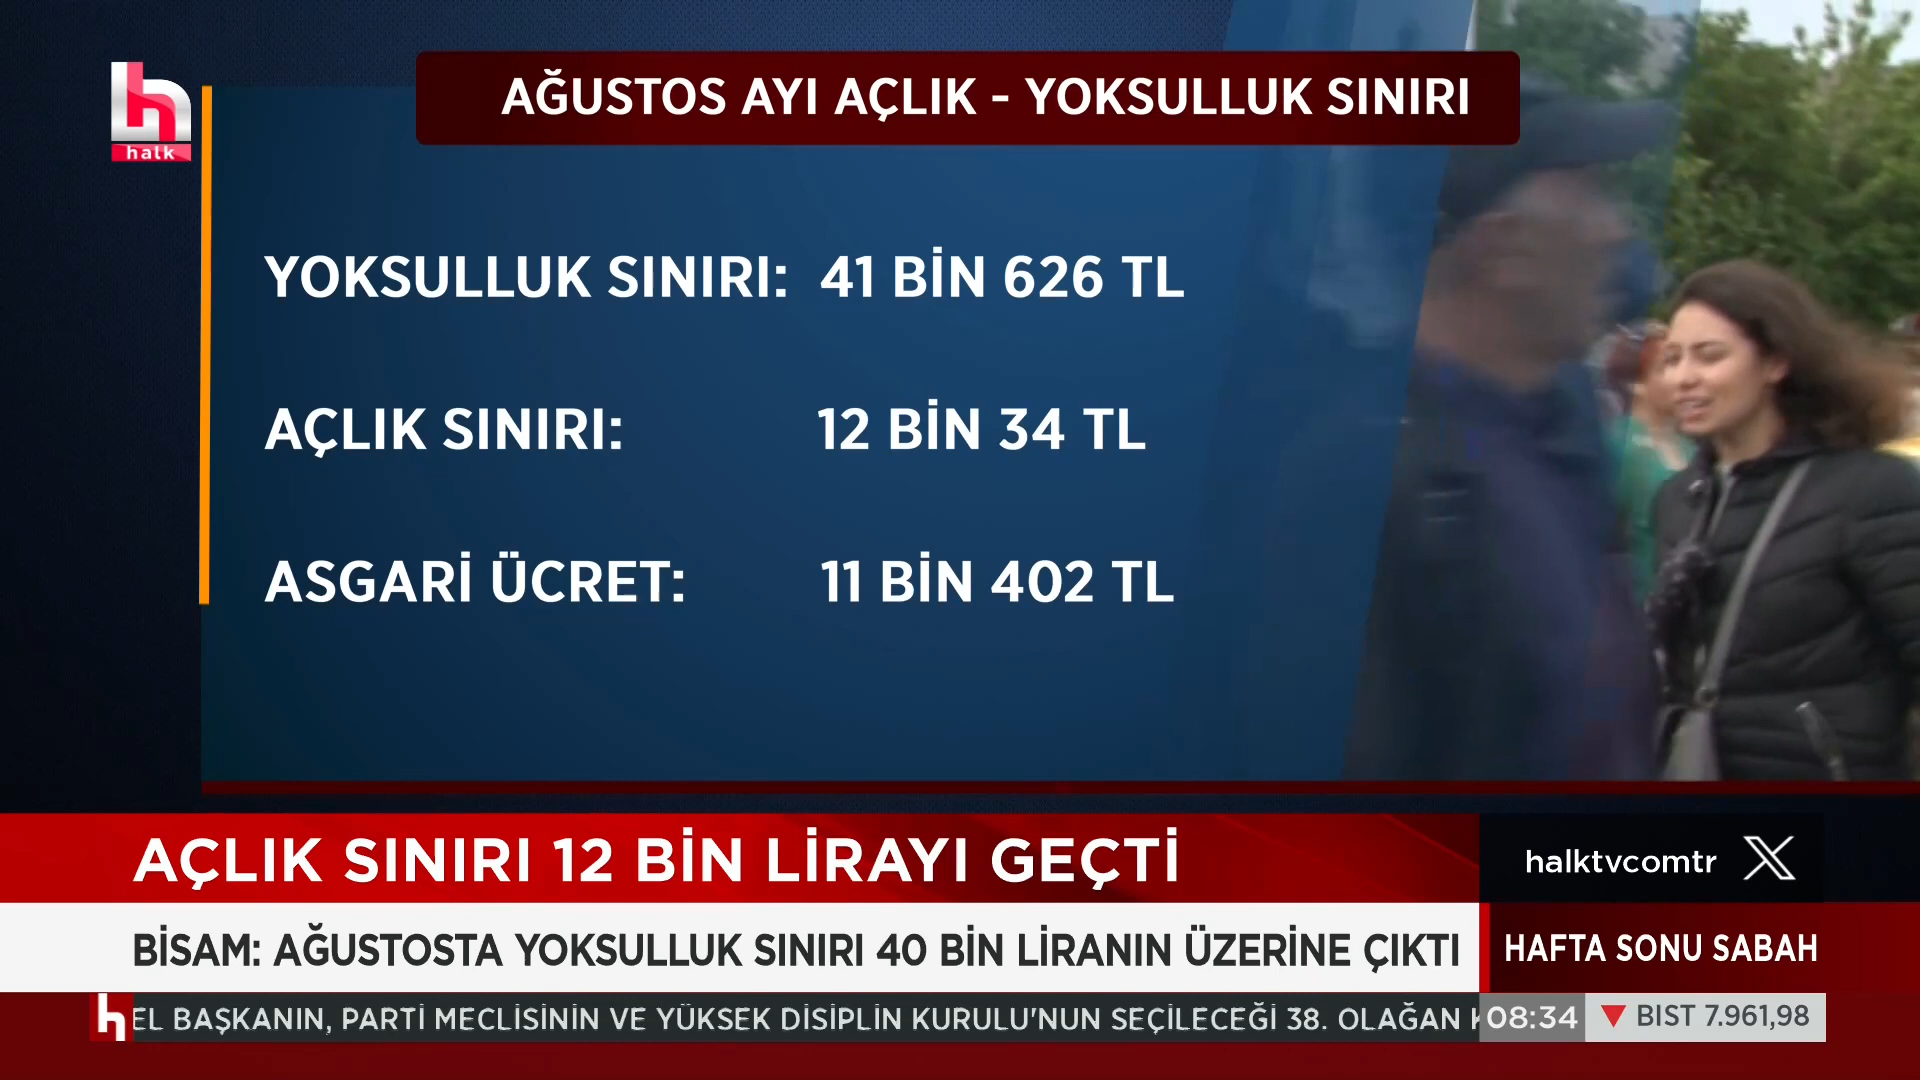 AĞUSTOS AYI AÇLIK - YOKSULLUK SINIRI
h
halk
YOKSULLUK SINIRI: 41 BİN 626 TL
AÇLIK SINIRI: 12 BİN 34 TL
ASGARİ ÜCRET: 11 BİN 402 TL
AÇLIK SINIRI 12 BİN LİRAYI GEÇTİ
halktvcomtr X
BİSAM: AĞUSTOSTA YOKSULLUK SINIRI 40 BİN LİRANIN ÜZERİNE ÇIKTI
HAFTA SONU SABAH
h EL BAŞKANIN, PARTİ MECLİSİNİN VE YÜKSEK DİSİPLİN KURULU'NUN SEÇİLECEĞİ 38. OLAĞAN
08:34 ▼ BIST 7.961,98